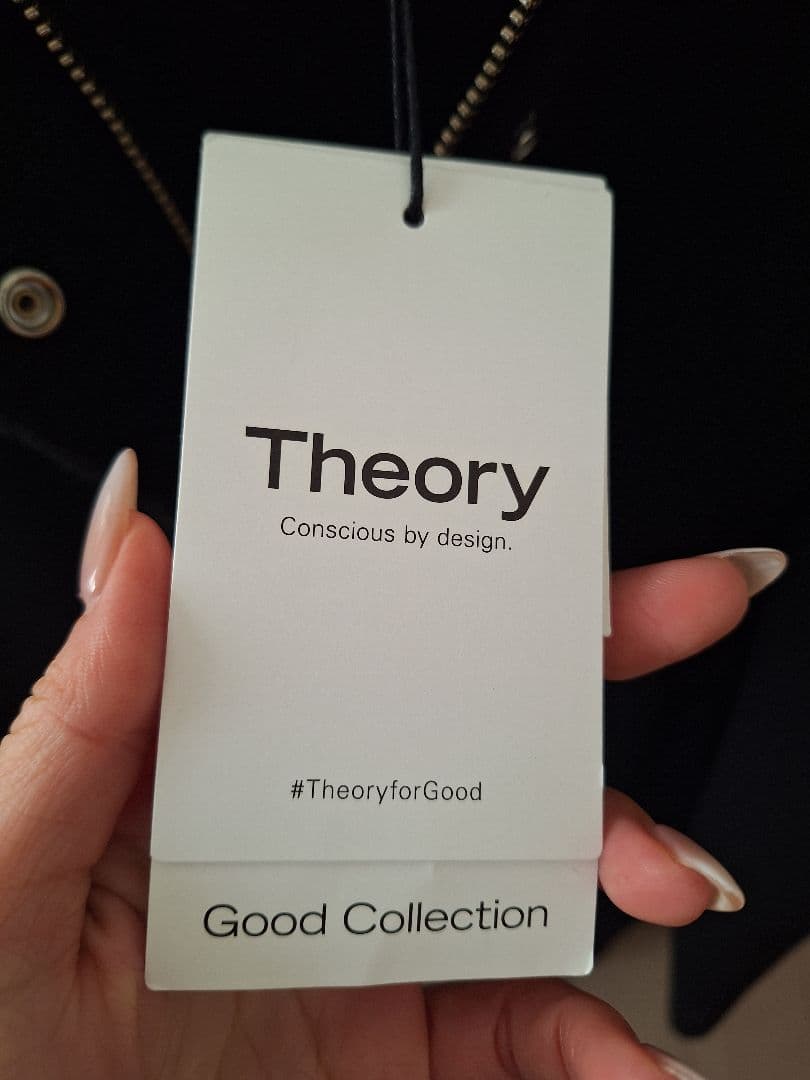 Theory
Conscious by design.
#TheoryforGood
Good Collection